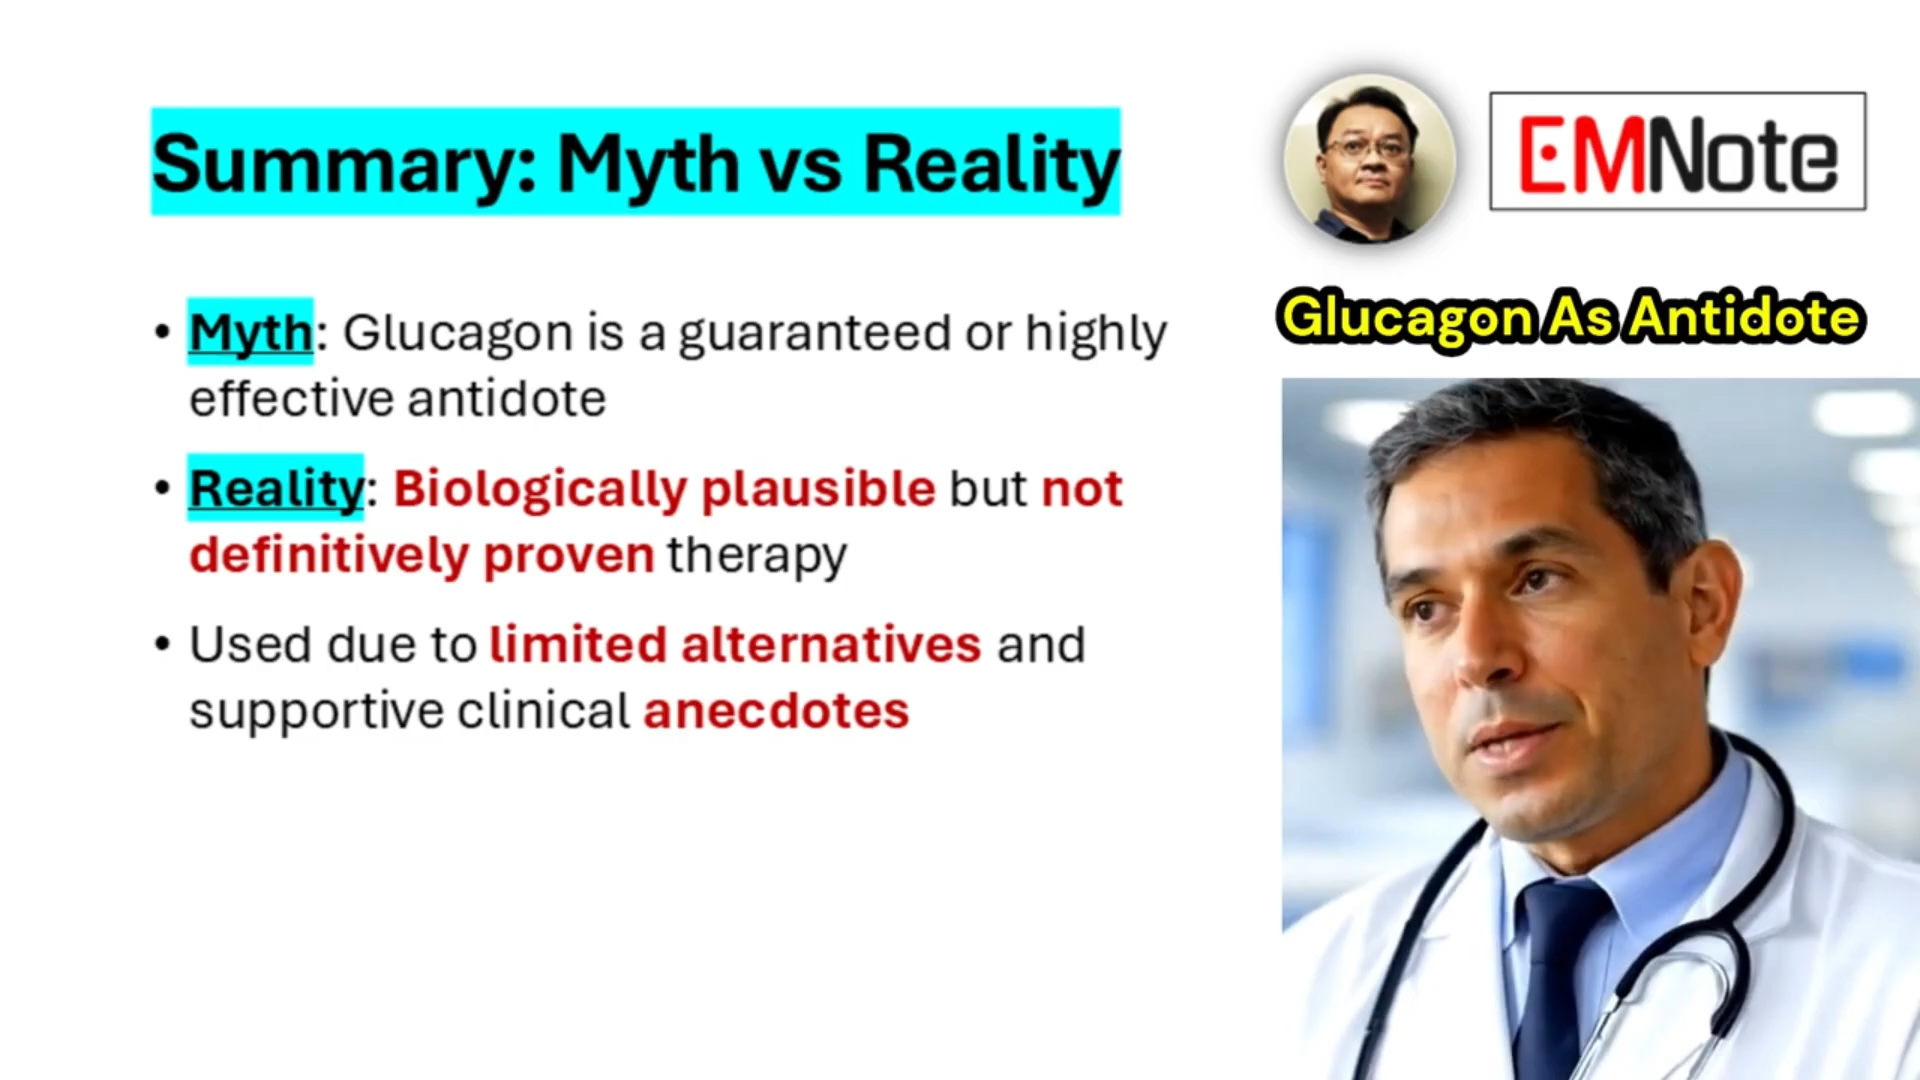 Summary: Myth vs Reality
• Myth: Glucagon is a guaranteed or highly
effective antidote
• Reality: Biologically plausible but not
definitively proven therapy
• Used due to limited alternatives and
supportive clinical anecdotes
EMNote
Glucagon As Antidote